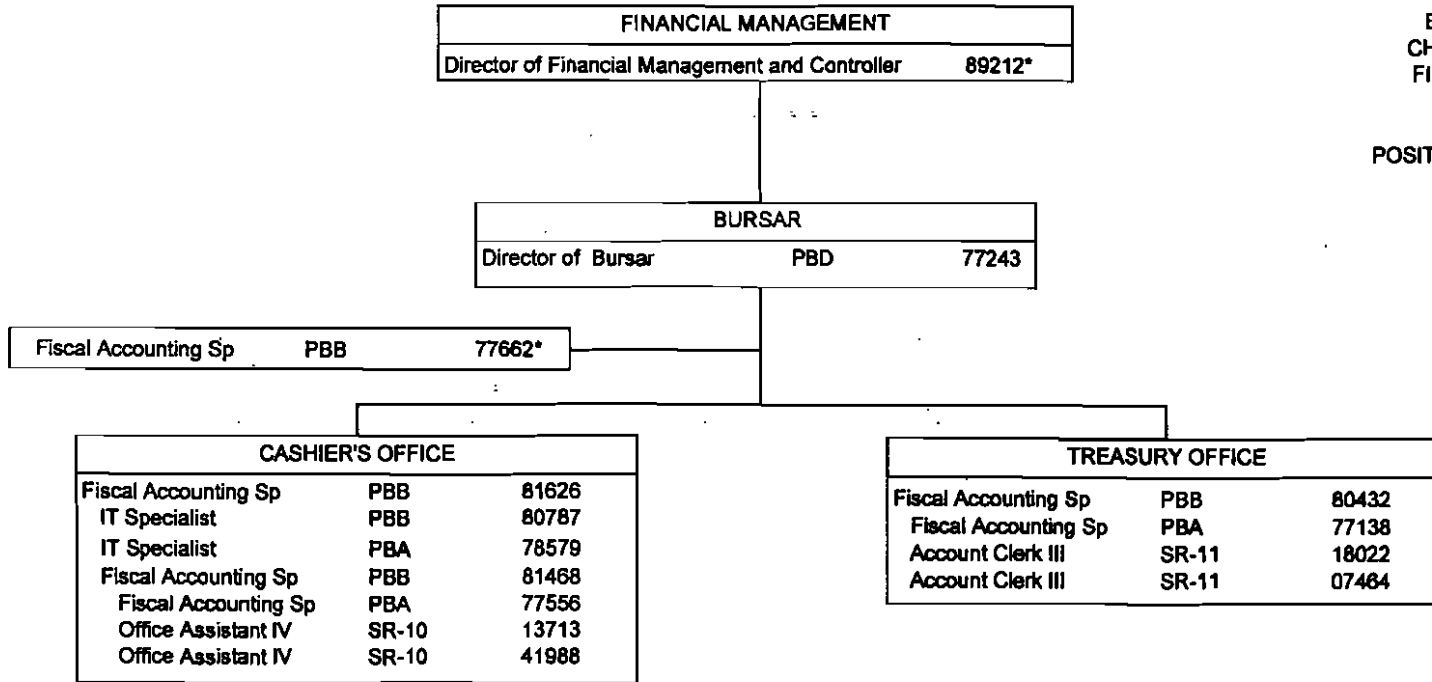 FINANCIAL MANAGEMENT
Director of Financial Management and Controller 89212*
BURSAR
Director of Bursar PBD 77243
Fiscal Accounting Sp PBB 77662*
CASHIER'S OFFICE
Fiscal Accounting Sp PBB 81626
IT Specialist PBB 80787
IT Specialist PBA 78579
Fiscal Accounting Sp PBB 81468
Fiscal Accounting Sp PBA 77556
Office Assistant IV SR-10 13713
Office Assistant IV SR-10 41988
TREASURY OFFICE
Fiscal Accounting Sp PBB 80432
Fiscal Accounting Sp PBA 77138
Account Clerk III SR-11 18022
Account Clerk III SR-11 07464